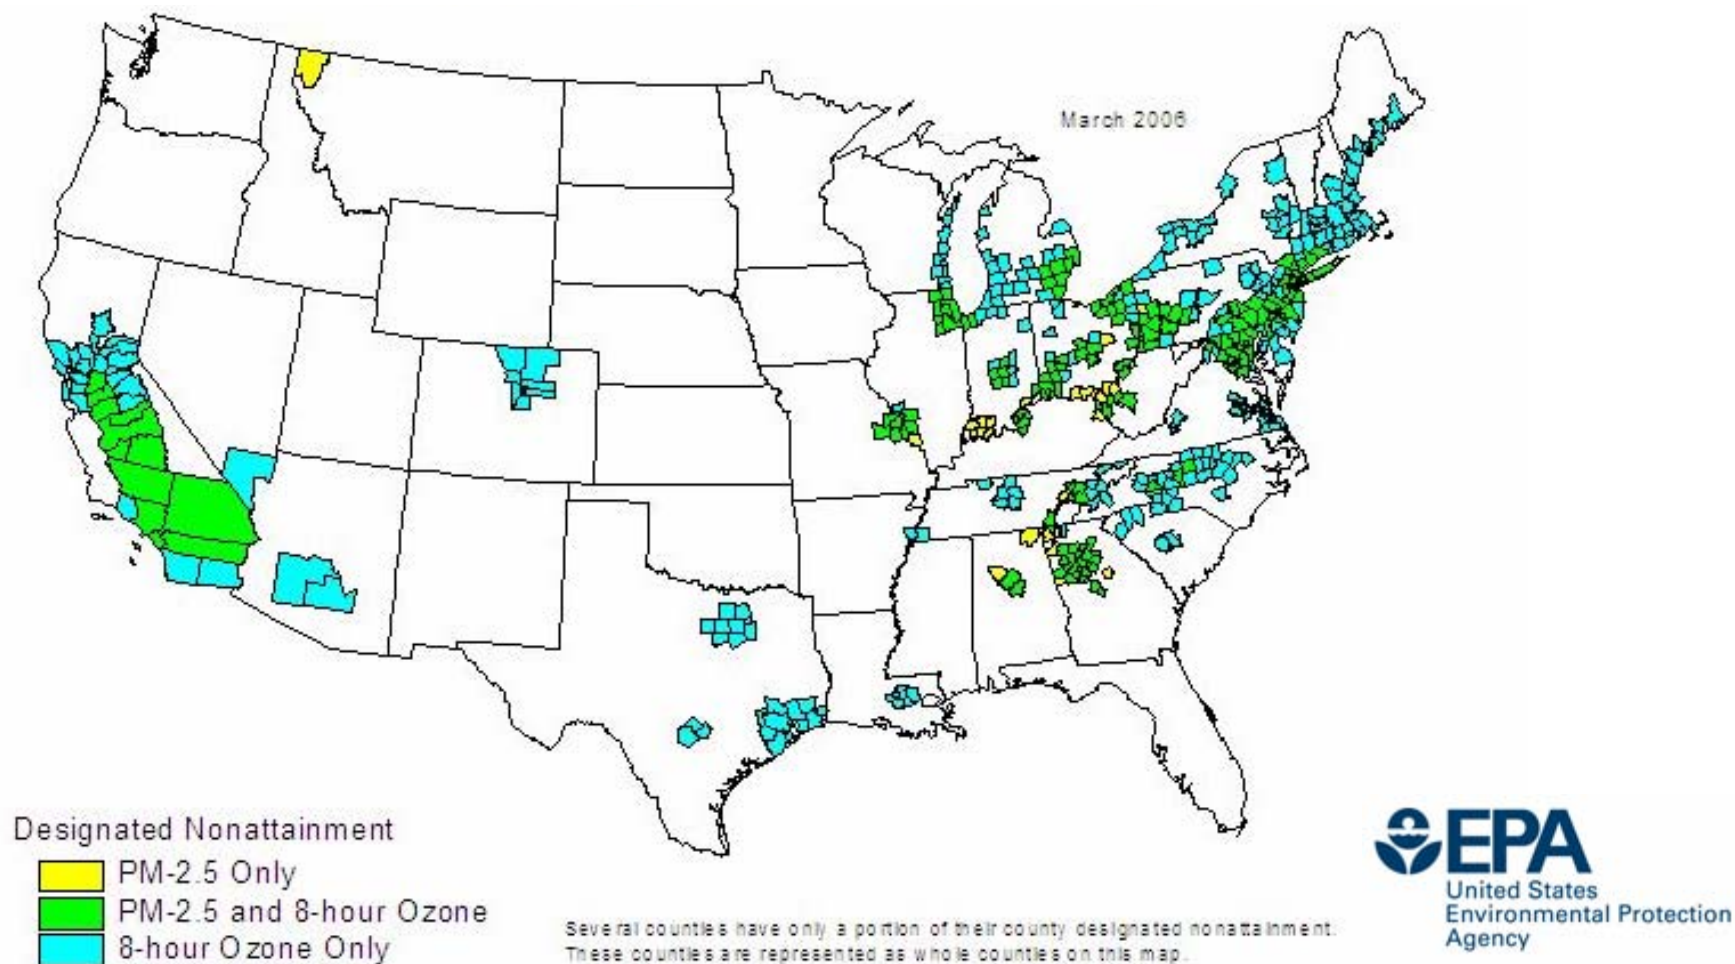 March 2006
Designated Nonattainment
PM-2.5 Only
PM-2.5 and 8-hour Ozone
8-hour Ozone Only
Several counties have only a portion of their county designated nonattainment.
These counties are represented as whole counties on this map.
EPA
United States
Environmental Protection
Agency